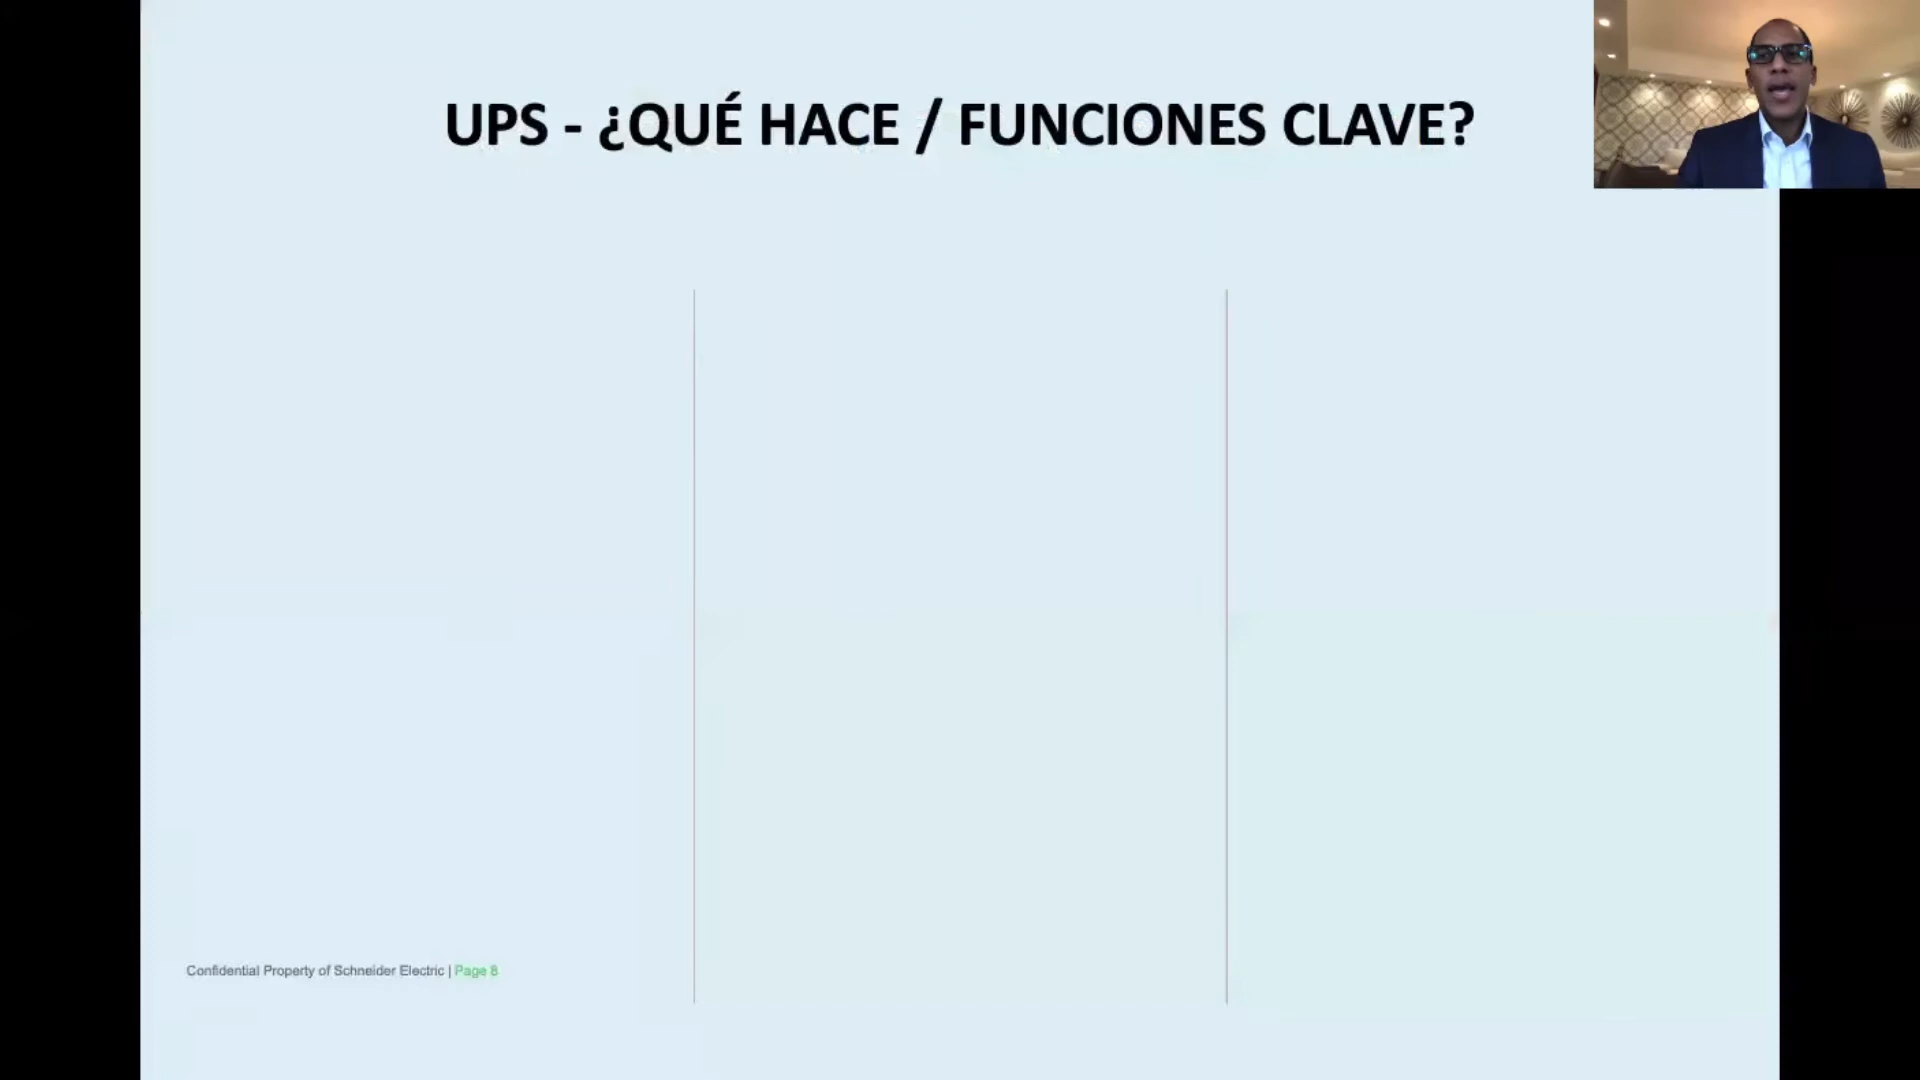 UPS - ¿QUÉ HACE / FUNCIONES CLAVE?
Confidential Property of Schneider Electric | Page 8